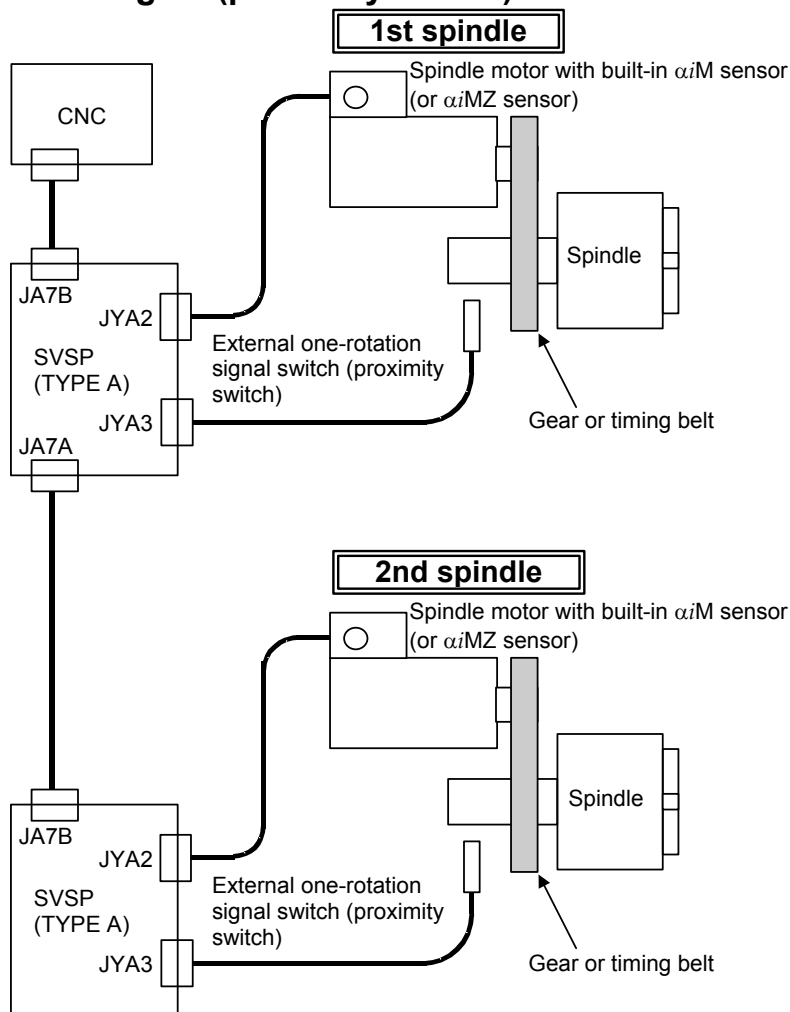 1st spindle
Spindle motor with built-in αiM sensor
(or αiMZ sensor)
CNC
Spindle
JA7B
JYA2
External one-rotation
signal switch (proximity
switch)
SVSP
(TYPE A)
JYA3
Gear or timing belt
JA7A
2nd spindle
Spindle motor with built-in αiM sensor
(or αiMZ sensor)
Spindle
JA7B
JYA2
External one-rotation
signal switch (proximity
switch)
SVSP
(TYPE A)
JYA3
Gear or timing belt